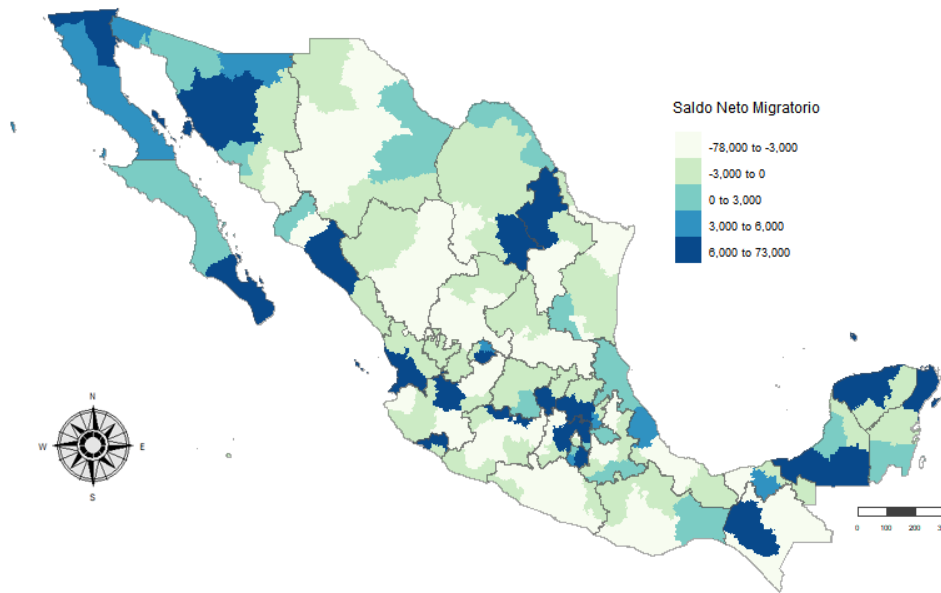 Saldo Neto Migratorio
-78,000 to -3,000
-3,000 to 0
0 to 3,000
3,000 to 6,000
6,000 to 73,000
N
W
E
S
0 100 200